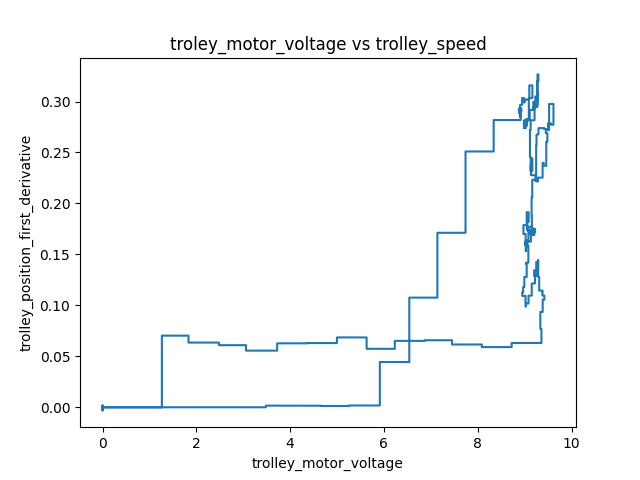 troley_motor_voltage vs trolley_speed
trolley_position_first_derivative
0.30
0.25
0.20
0.15
0.10
0.05
0.00
0 2 4 6 8 10
trolley_motor_voltage